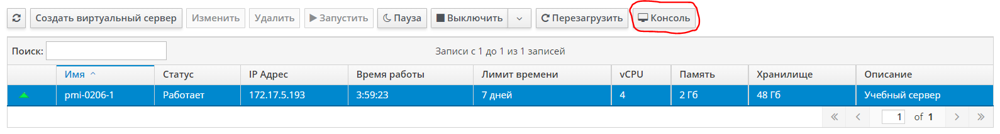 Создать виртуальный сервер Изменить Удалить Запустить Пауза Выключить Перезагрузить Консоль
Поиск: Записи с 1 до 1 из 1 записей
Имя Статус IP Адрес Время работы Лимит времени vCPU Память Хранилище Описание
pmi-0206-1 Работает 172.17.5.193 3:59:23 7 дней 4 2 Гб 48 Гб Учебный сервер
1 of 1